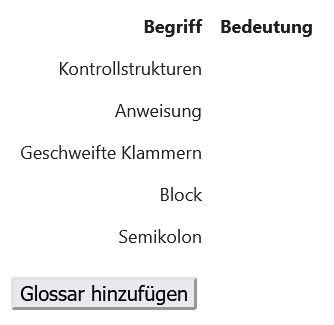 Begriff Bedeutung
Kontrollstrukturen
Anweisung
Geschweifte Klammern
Block
Semikolon
Glossar hinzufügen